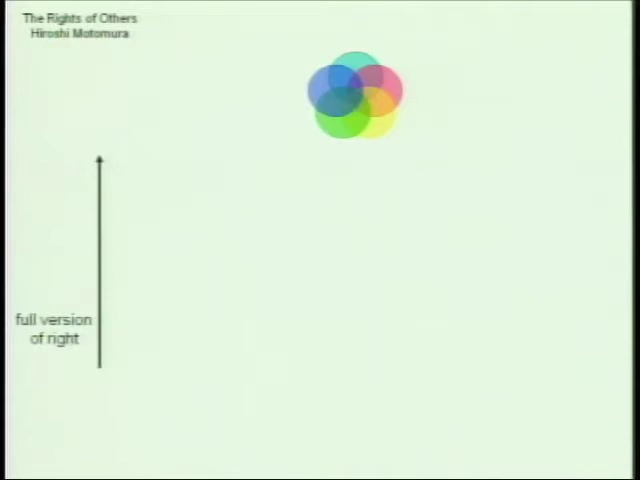 The Rights of Others
Hiroshi Motomura
full version
of right